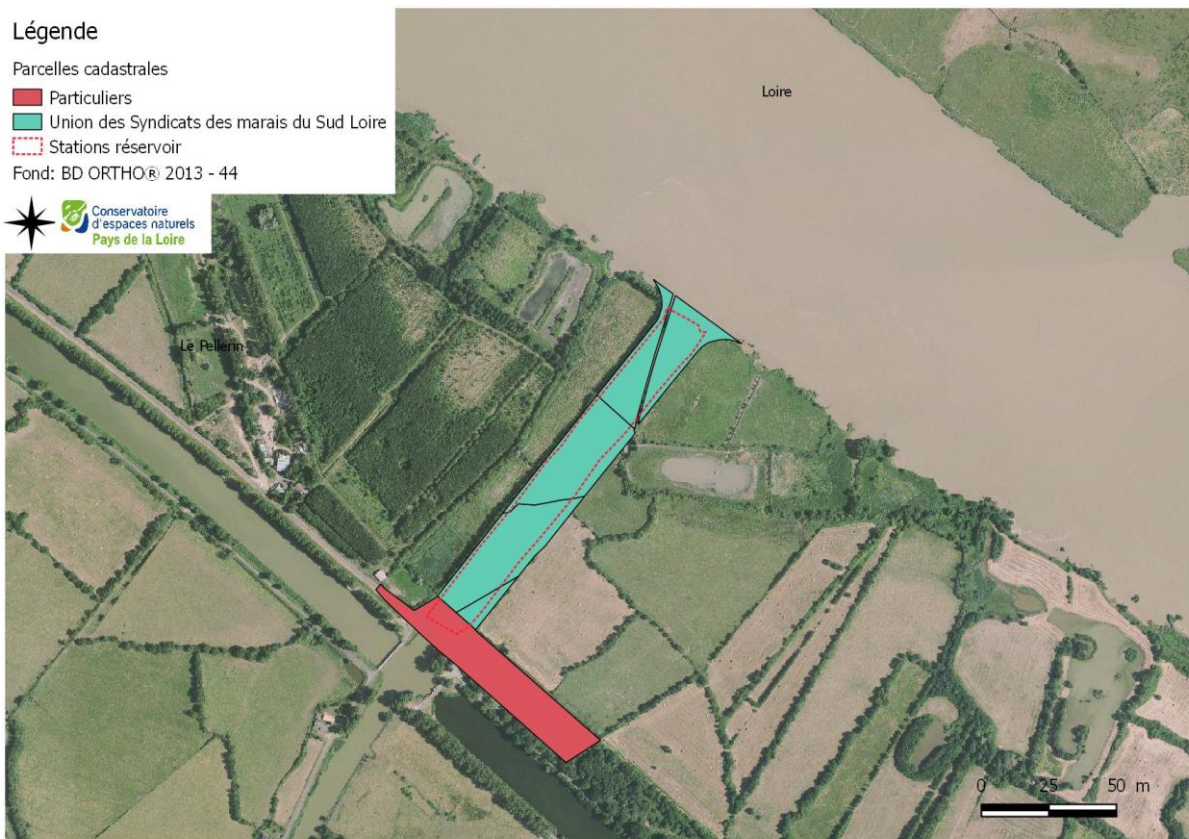 Légende
Parcelles cadastrales
Particuliers
Union des Syndicats des marais du Sud Loire
Stations réservoir
Fond: BD ORTHO® 2013 - 44
Conservatoire
d'espaces naturels
Pays de la Loire
Loire
Le Pellerin
0 25 50 m